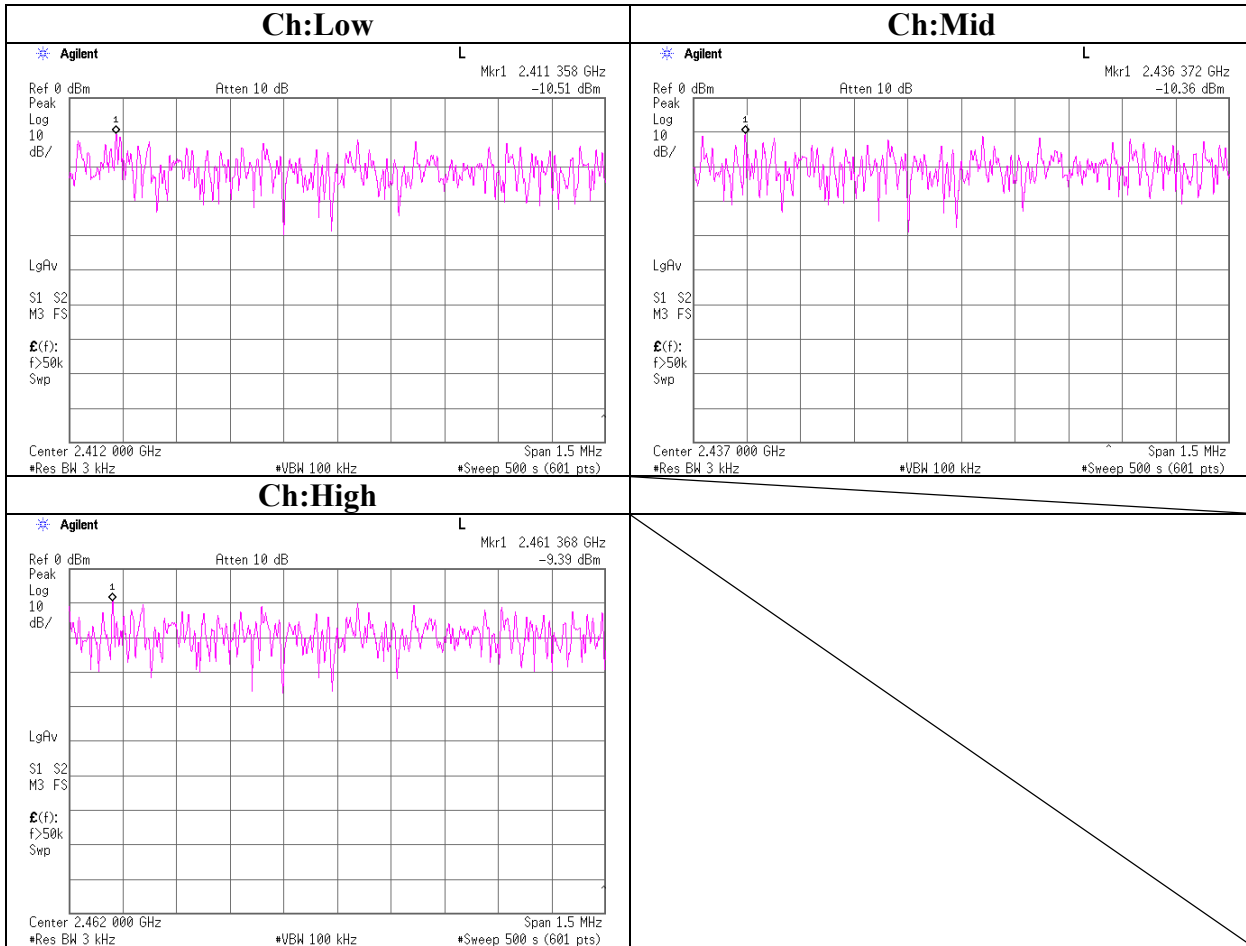 Ch:Low
Agilent
L
Mkr1 2.411 358 GHz
Ref 0 dBm Atten 10 dB -10.51 dBm
Peak
Log
10
dB/
1
LgAv
S1 S2
M3 FS
£(f):
f>50k
Swp
Center 2.412 000 GHz Span 1.5 MHz
#Res BW 3 kHz #VBW 100 kHz #Sweep 500 s (601 pts)
Ch:Mid
Agilent
L
Mkr1 2.436 372 GHz
Ref 0 dBm Atten 10 dB -10.36 dBm
Peak
Log
10
dB/
1
LgAv
S1 S2
M3 FS
£(f):
f>50k
Swp
Center 2.437 000 GHz Span 1.5 MHz
#Res BW 3 kHz #VBW 100 kHz #Sweep 500 s (601 pts)
Ch:High
Agilent
L
Mkr1 2.461 368 GHz
Ref 0 dBm Atten 10 dB -9.39 dBm
Peak
Log
10
dB/
1
LgAv
S1 S2
M3 FS
£(f):
f>50k
Swp
Center 2.462 000 GHz Span 1.5 MHz
#Res BW 3 kHz #VBW 100 kHz #Sweep 500 s (601 pts)